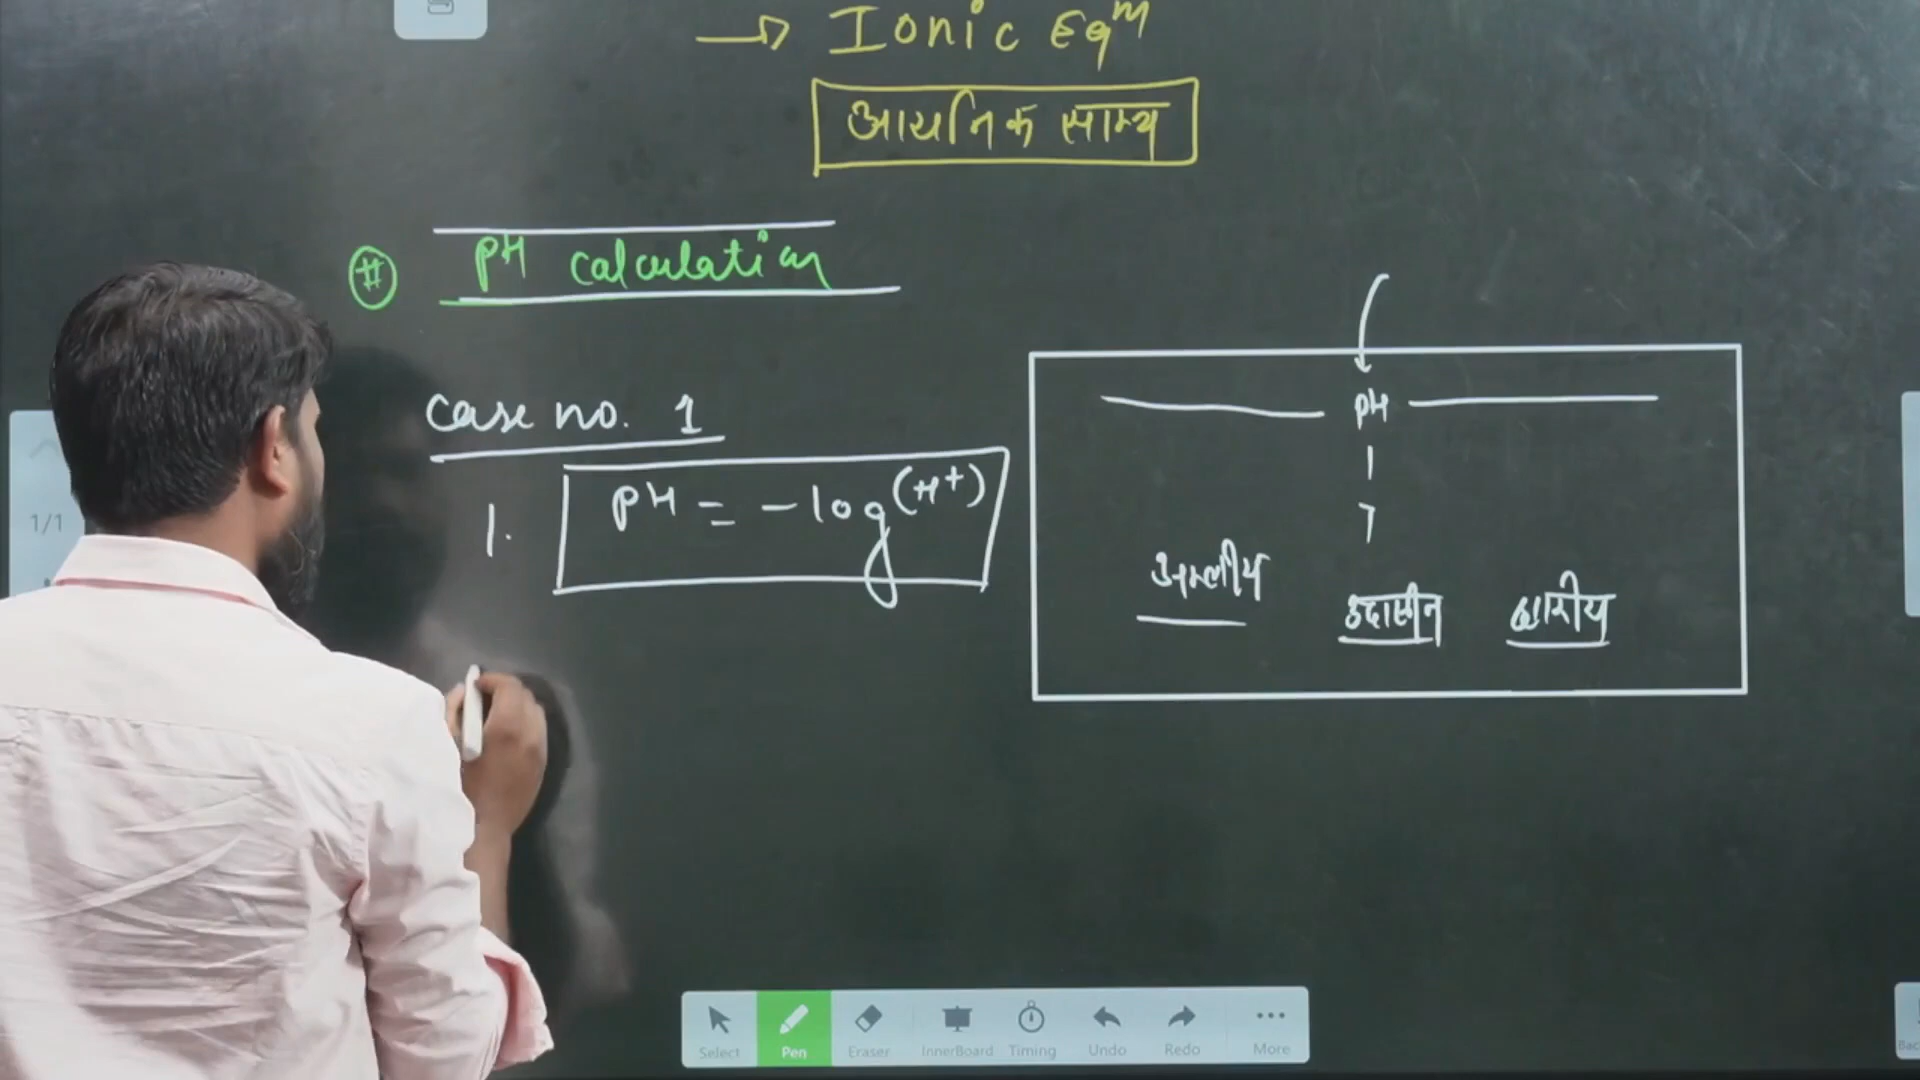 → Ionic Eqᵐ
आयनिक साम्य
# PH calculation
case no. 1
1. PH = -log(H+)
PH
7
अम्लीय
उदासीन
क्षारीय
1/1
Select
Pen
Eraser
InnerBoard
Timing
Undo
Redo
More